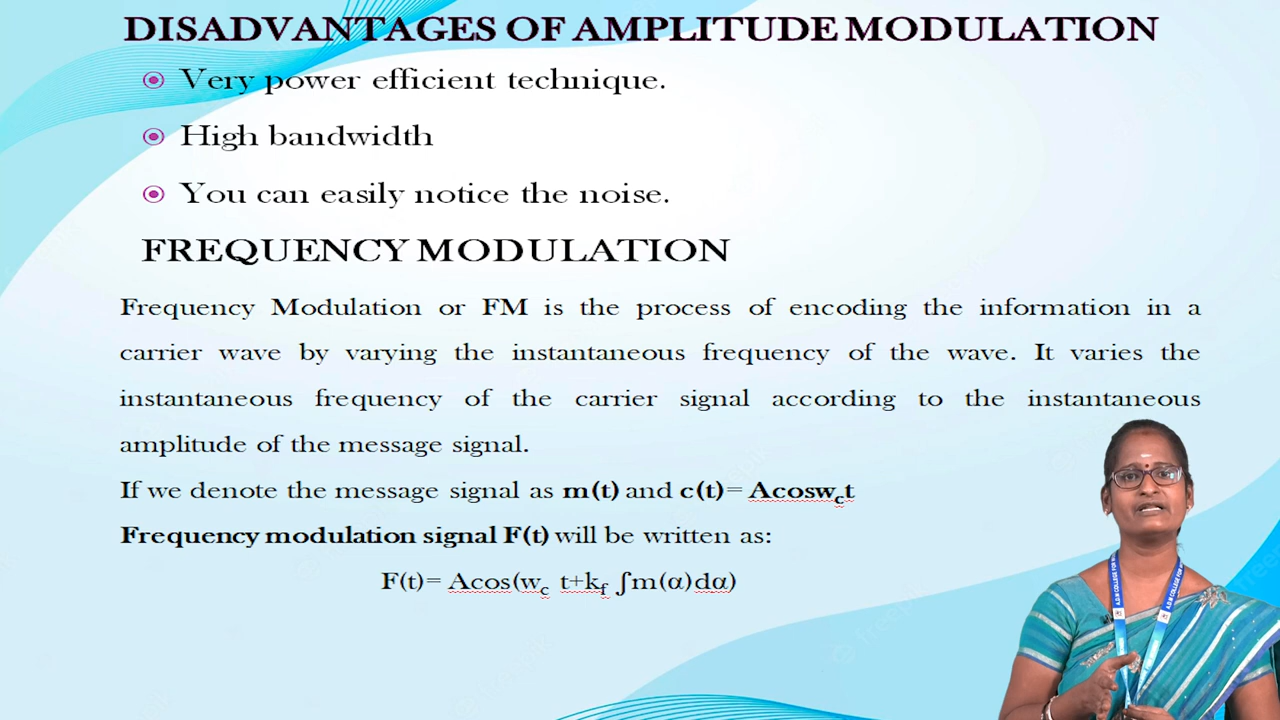 DISADVANTAGES OF AMPLITUDE MODULATION
Very power efficient technique.
High bandwidth
You can easily notice the noise.
FREQUENCY MODULATION
Frequency Modulation or FM is the process of encoding the information in a
carrier wave by varying the instantaneous frequency of the wave. It varies the
instantaneous frequency of the carrier signal according to the instantaneous
amplitude of the message signal.
If we denote the message signal as m(t) and c(t)= Acosw_c t
Frequency modulation signal F(t) will be written as:
F(t)= Acos(w_c t+k_f ∫m(α)dα)